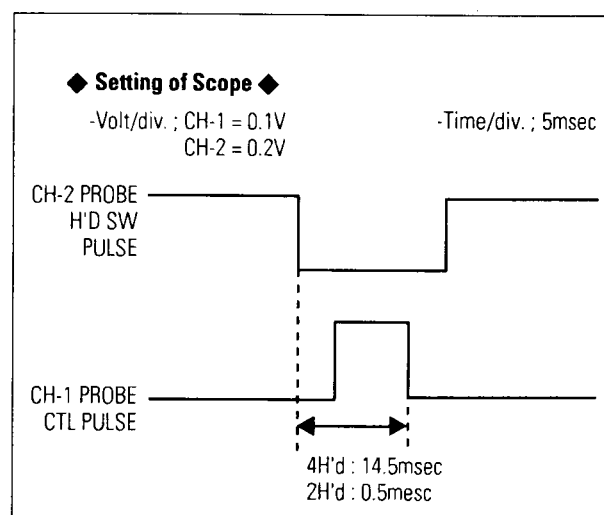 ◆ Setting of Scope ◆
-Volt/div. ; CH-1 = 0.1V
CH-2 = 0.2V
-Time/div. ; 5msec
CH-2 PROBE
H'D SW
PULSE
CH-1 PROBE
CTL PULSE
4H'd : 14.5msec
2H'd : 0.5mesc